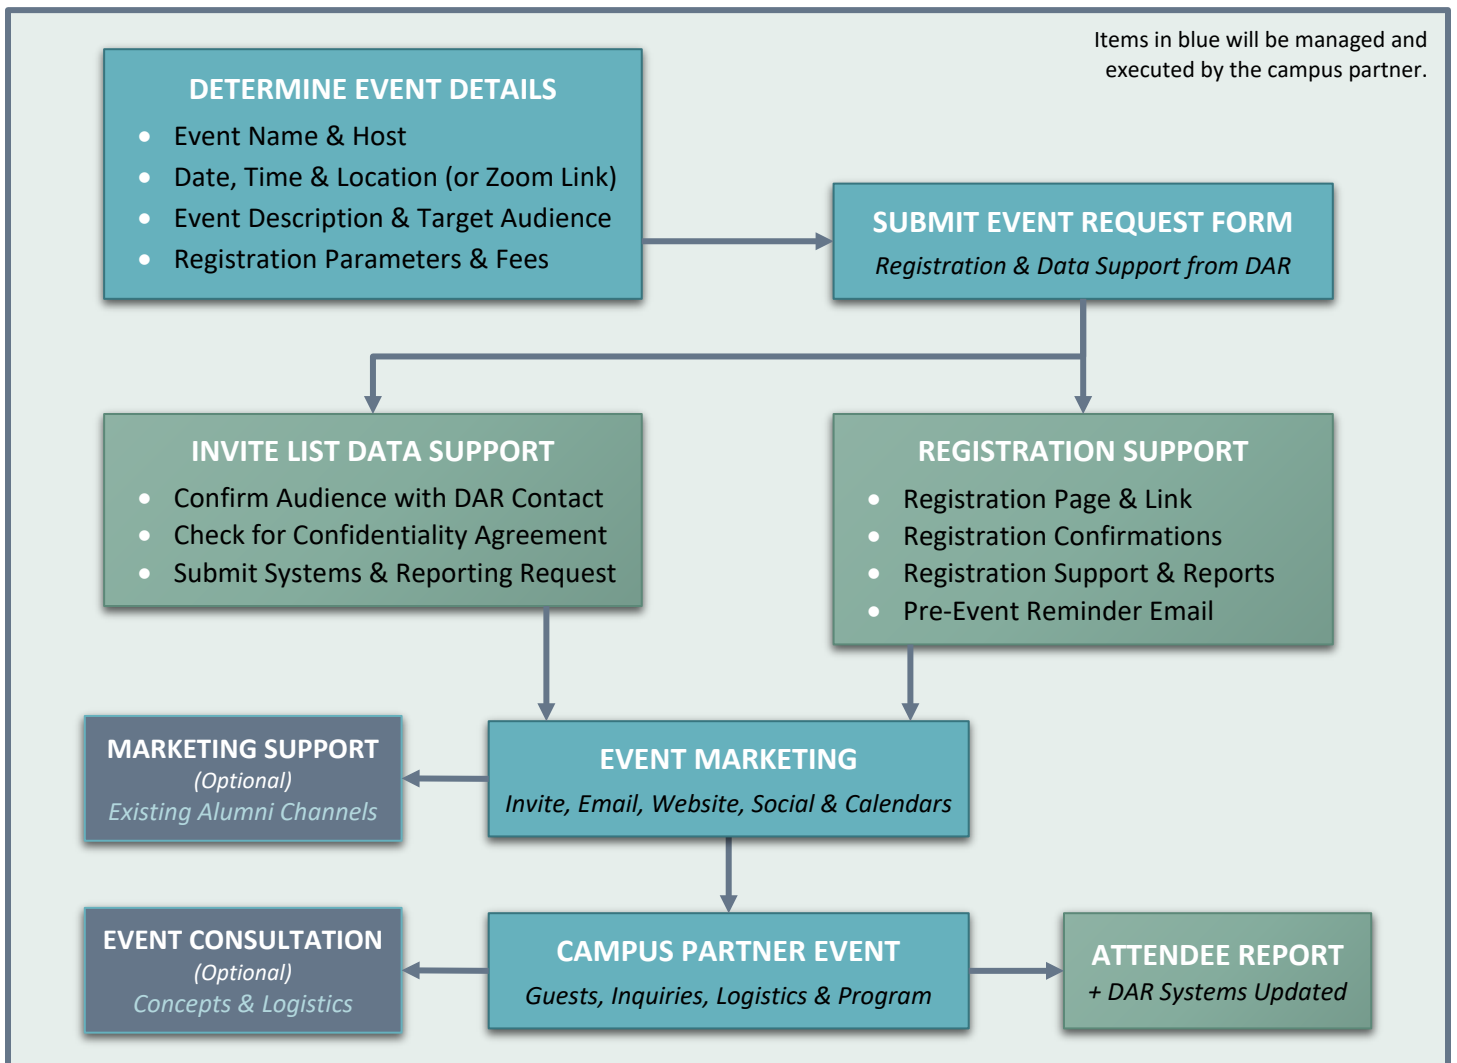 Items in blue will be managed and
executed by the campus partner.
DETERMINE EVENT DETAILS
• Event Name & Host
• Date, Time & Location (or Zoom Link)
• Event Description & Target Audience
• Registration Parameters & Fees
SUBMIT EVENT REQUEST FORM
Registration & Data Support from DAR
INVITE LIST DATA SUPPORT
• Confirm Audience with DAR Contact
• Check for Confidentiality Agreement
• Submit Systems & Reporting Request
REGISTRATION SUPPORT
• Registration Page & Link
• Registration Confirmations
• Registration Support & Reports
• Pre-Event Reminder Email
MARKETING SUPPORT
(Optional)
Existing Alumni Channels
EVENT MARKETING
Invite, Email, Website, Social & Calendars
EVENT CONSULTATION
(Optional)
Concepts & Logistics
CAMPUS PARTNER EVENT
Guests, Inquiries, Logistics & Program
ATTENDEE REPORT
+ DAR Systems Updated